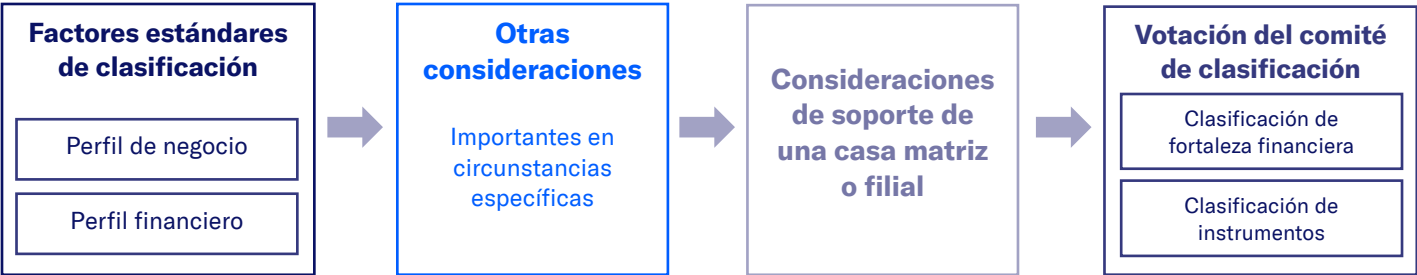 Factores estándares
de clasificación
Perfil de negocio
Perfil financiero
Otras
consideraciones
Importantes en
circunstancias
específicas
Consideraciones
de soporte de
una casa matriz
o filial
Votación del comité
de clasificación
Clasificación de
fortaleza financiera
Clasificación de
instrumentos